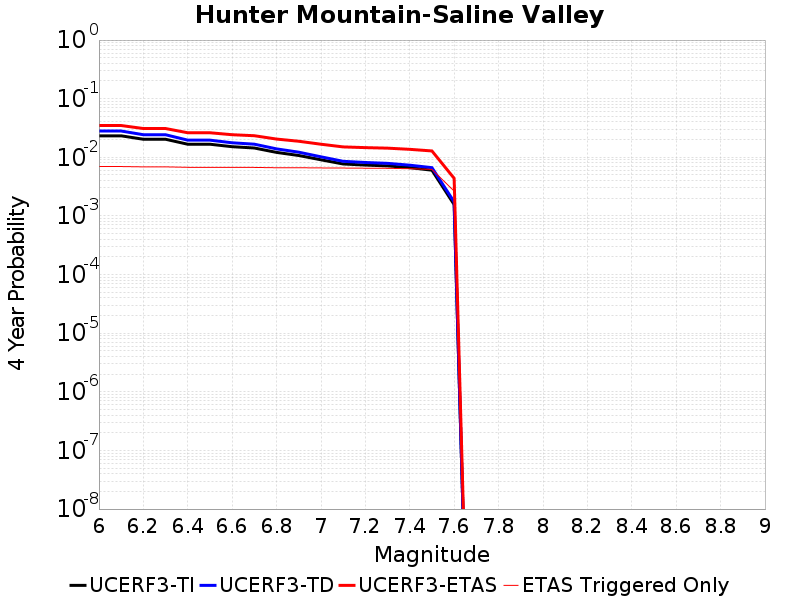 Hunter Mountain-Saline Valley
10^0
10^-1
10^-2
10^-3
10^-4
10^-5
10^-6
10^-7
10^-8
4 Year Probability
6 6.2 6.4 6.6 6.8 7 7.2 7.4 7.6 7.8 8 8.2 8.4 8.6 8.8 9
Magnitude
UCERF3-TI UCERF3-TD UCERF3-ETAS ETAS Triggered Only